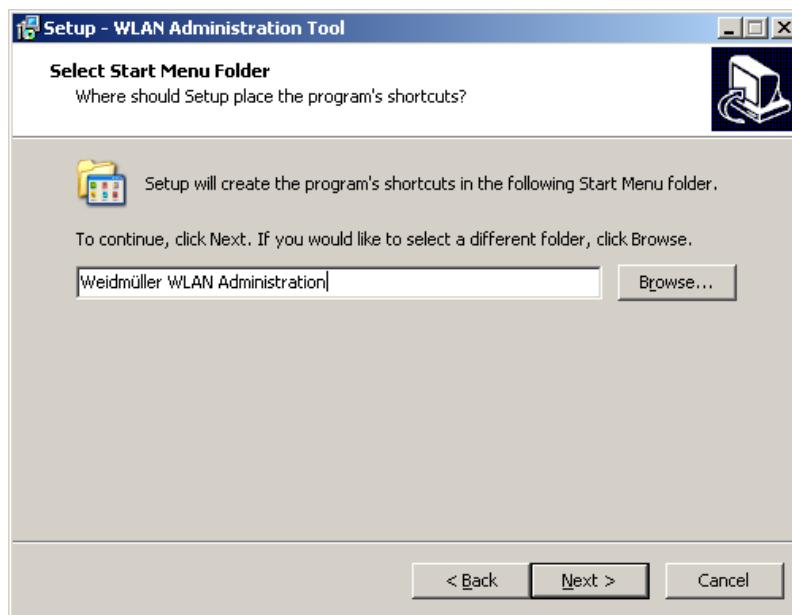 Setup - WLAN Administration Tool
Select Start Menu Folder
Where should Setup place the program's shortcuts?
Setup will create the program's shortcuts in the following Start Menu folder.
To continue, click Next. If you would like to select a different folder, click Browse.
Weidmüller WLAN Administration
Browse...
< Back
Next >
Cancel